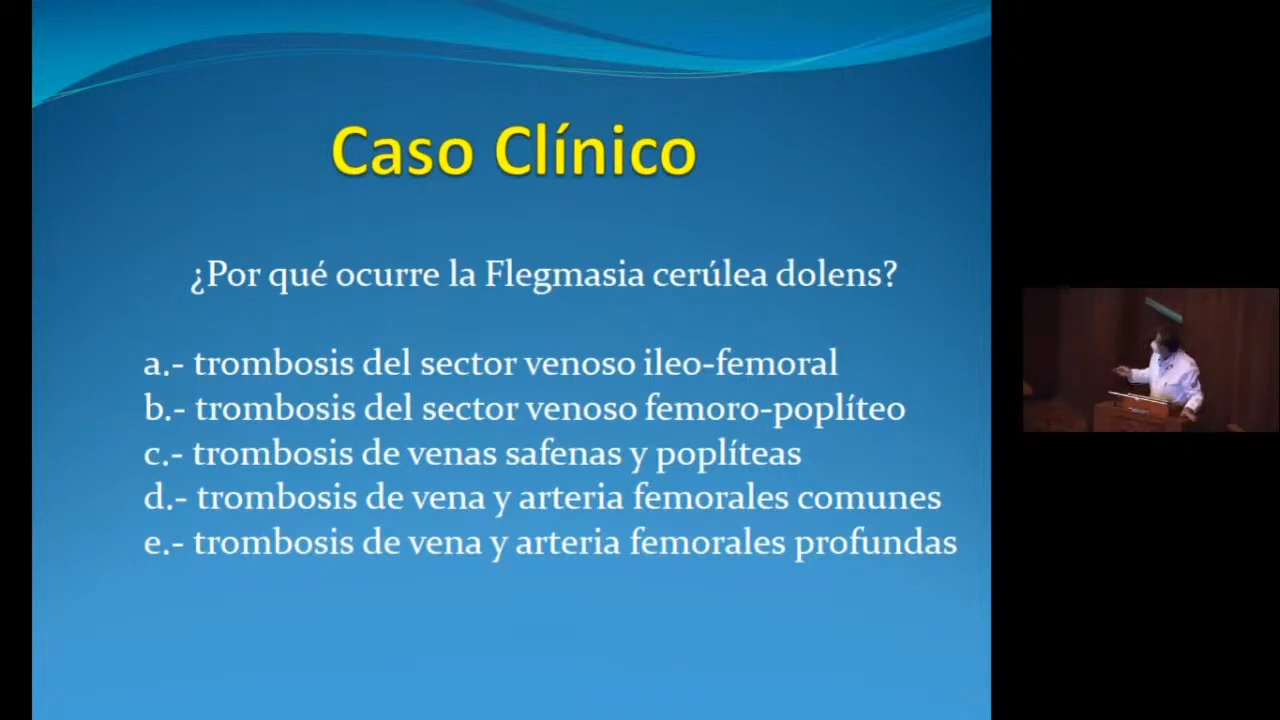 Caso Clínico
¿Por qué ocurre la Flegmasia cerúlea dolens?
a.- trombosis del sector venoso ileo-femoral
b.- trombosis del sector venoso femoro-poplíteo
c.- trombosis de venas safenas y poplíteas
d.- trombosis de vena y arteria femorales comunes
e.- trombosis de vena y arteria femorales profundas